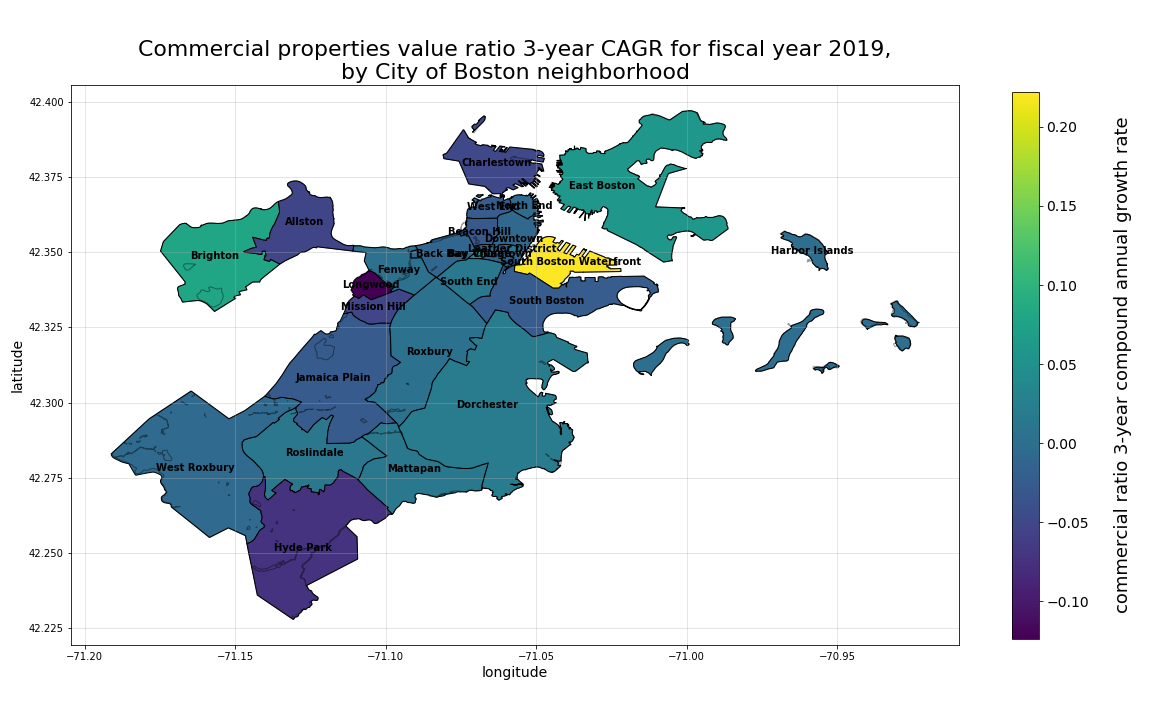 Commercial properties value ratio 3-year CAGR for fiscal year 2019,
by City of Boston neighborhood
42.400
42.375
42.350
42.325
42.300
42.275
42.250
42.225
latitude
−71.20
−71.15
−71.10
−71.05
−71.00
−70.95
longitude
Charlestown
East Boston
West End
North End
Allston
Beacon Hill
Downtown
Brighton
Leather District
Harbor Islands
Back Bay
Bay Village
Chinatown
South Boston Waterfront
Fenway
South End
Longwood
Mission Hill
South Boston
Roxbury
Jamaica Plain
Dorchester
Roslindale
West Roxbury
Mattapan
Hyde Park
0.20
0.15
0.10
0.05
0.00
−0.05
−0.10
commercial ratio 3-year compound annual growth rate